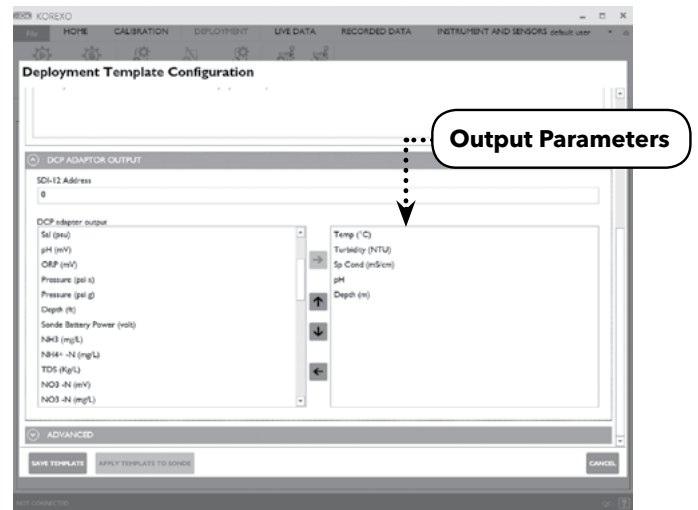 KOREXO
File HOME CALIBRATION DEPLOYMENT LIVE DATA RECORDED DATA INSTRUMENT AND SENSORS default user
Deployment Template Configuration
Output Parameters
DCP ADAPTOR OUTPUT
SDI-12 Address
0
DCP adapter output
Sal (psu)
pH (mV)
ORP (mV)
Pressure (psi a)
Pressure (psi g)
Depth (ft)
Sonde Battery Power (volt)
NH3 (mg/L)
NH4+ -N (mg/L)
TDS (Kg/L)
NO3 -N (mV)
NO3 -N (mg/L)
Temp (°C)
Turbidity (NTU)
Sp Cond (mS/cm)
pH
Depth (m)
ADVANCED
SAVE TEMPLATE APPLY TEMPLATE TO SONDE CANCEL
NOT CONNECTED